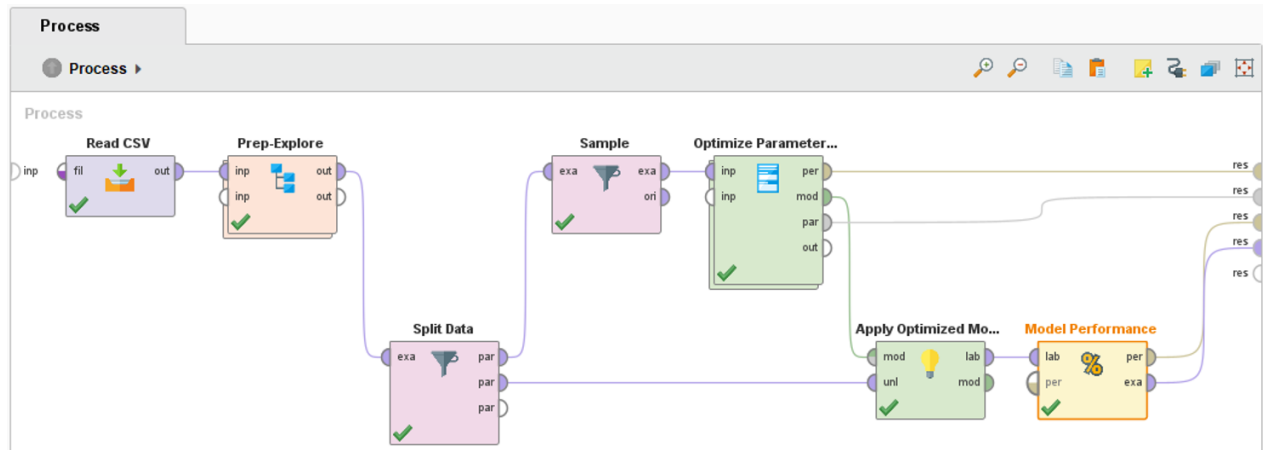 Process
Process
Process
Read CSV
Prep-Explore
Sample
Optimize Parameter...
inp
fil
out
inp
out
inp
out
exa
exa
ori
inp
per
inp
mod
par
out
res
res
res
res
res
Split Data
Apply Optimized Mo...
Model Performance
exa
par
par
par
mod
lab
unl
mod
lab
per
per
exa
%